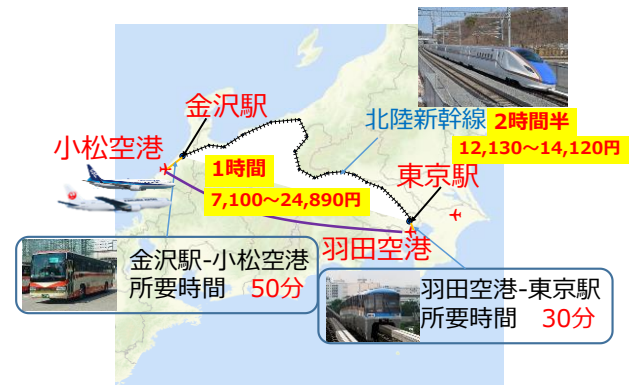 金沢駅
北陸新幹線 2時間半
12,130～14,120円
小松空港
1時間
7,100～24,890円
東京駅
羽田空港
金沢駅-小松空港
所要時間 50分
羽田空港-東京駅
所要時間 30分